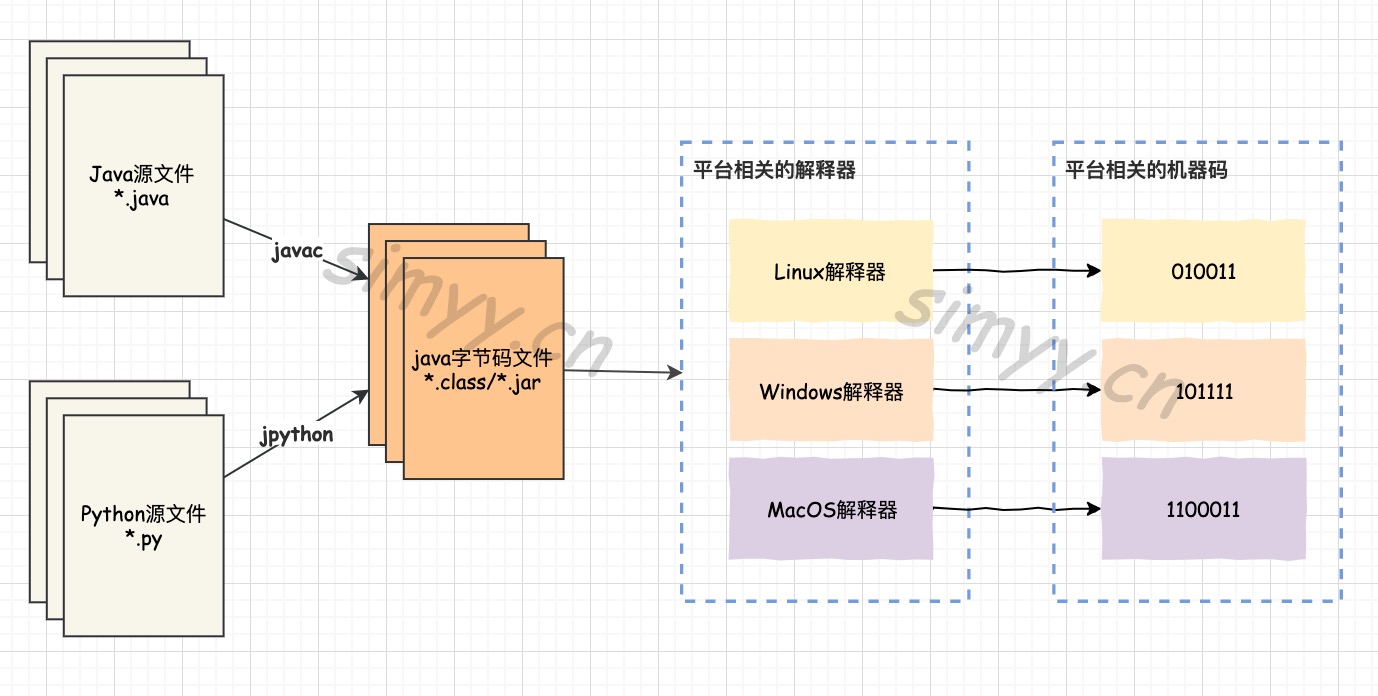 Java源文件
*.java
javac
java字节码文件
*.class/*.jar
Python源文件
*.py
jpython
平台相关的解释器
Linux解释器
Windows解释器
MacOS解释器
平台相关的机器码
010011
101111
1100011
simyy.cn
simyy.cn